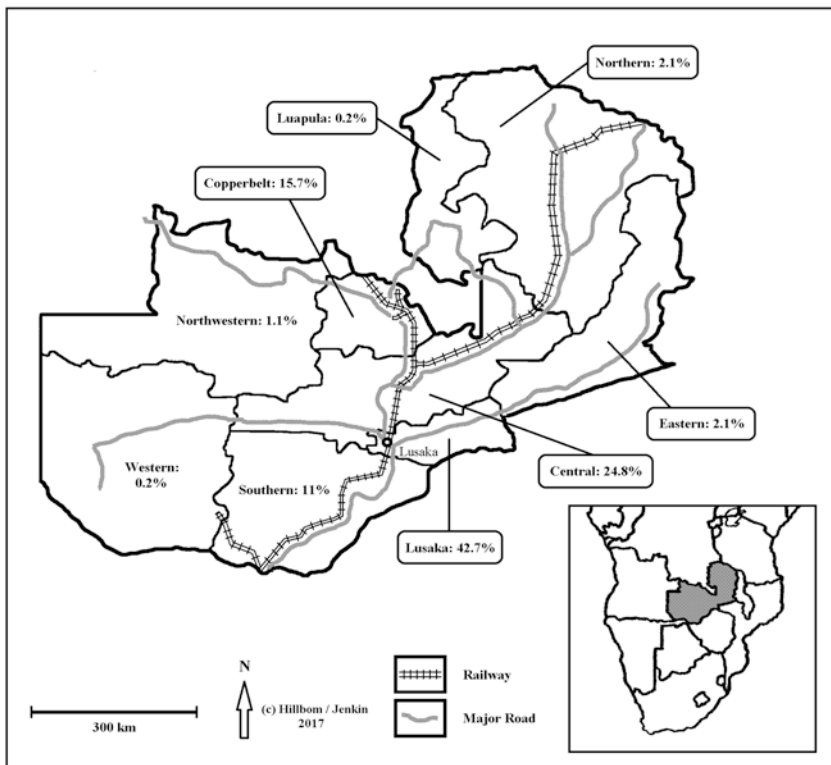 Northern: 2.1%
Luapula: 0.2%
Copperbelt: 15.7%
Northwestern: 1.1%
Eastern: 2.1%
Lusaka
Central: 24.8%
Western:
0.2%
Southern: 11%
Lusaka: 42.7%
N
Railway
(c) Hillbom / Jenkin
2017
Major Road
300 km